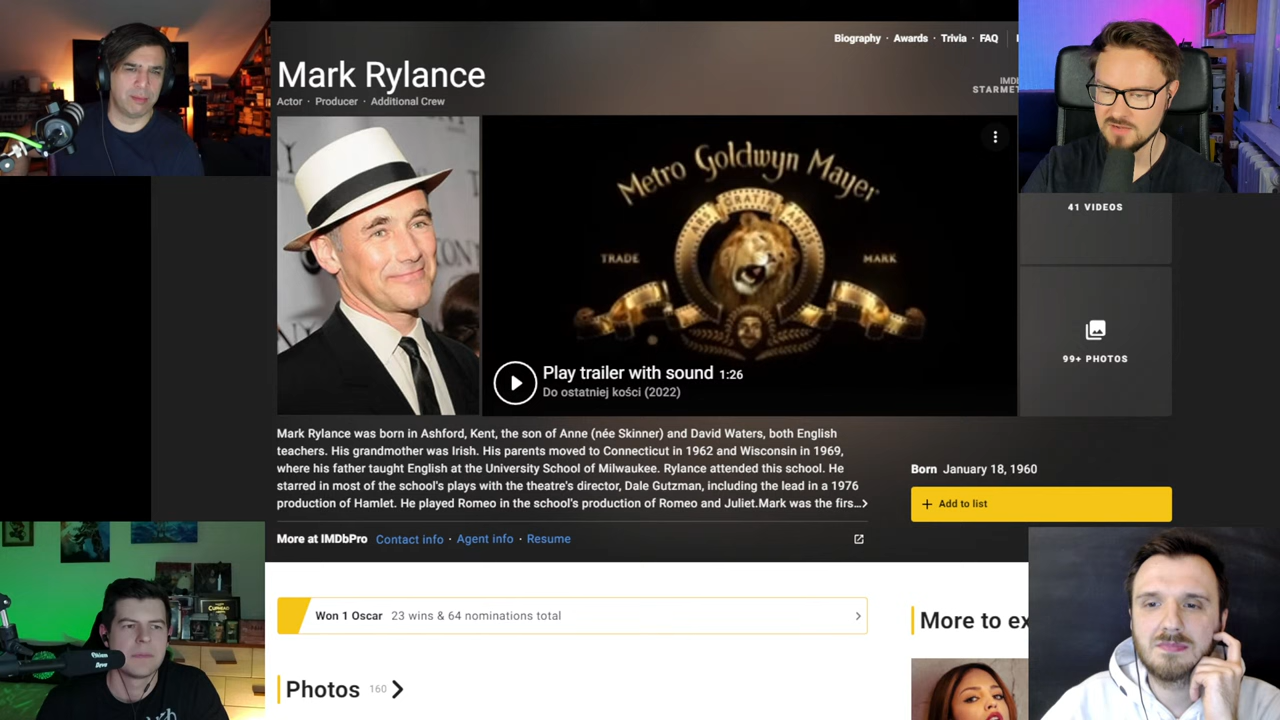 Biography · Awards · Trivia · FAQ
Mark Rylance
Actor · Producer · Additional Crew
STARMET
Metro Goldwyn Mayer
ARS GRATIA ARTIS
TRADE MARK
Play trailer with sound 1:26
Do ostatniej kości (2022)
41 VIDEOS
99+ PHOTOS
Mark Rylance was born in Ashford, Kent, the son of Anne (née Skinner) and David Waters, both English
teachers. His grandmother was Irish. His parents moved to Connecticut in 1962 and Wisconsin in 1969,
where his father taught English at the University School of Milwaukee. Rylance attended this school. He
starred in most of the school's plays with the theatre's director, Dale Gutzman, including the lead in a 1976
production of Hamlet. He played Romeo in the school's production of Romeo and Juliet.Mark was the firs...
Born January 18, 1960
+ Add to list
More at IMDbPro Contact info · Agent info · Resume
Won 1 Oscar 23 wins & 64 nominations total
More to ex
Photos 160
CUPHEAD